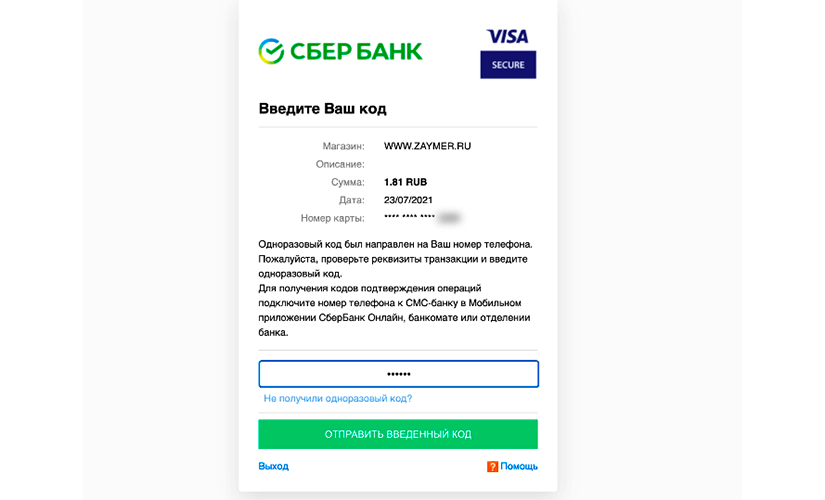 СБЕР БАНК
VISA
SECURE
Введите Ваш код
Магазин: WWW.ZAYMER.RU
Описание:
Сумма: 1.81 RUB
Дата: 23/07/2021
Номер карты: **** **** ****
Одноразовый код был направлен на Ваш номер телефона.
Пожалуйста, проверьте реквизиты транзакции и введите
одноразовый код.
Для получения кодов подтверждения операций
подключите номер телефона к СМС-банку в Мобильном
приложении СберБанк Онлайн, банкомате или отделении
банка.
••••••
Не получили одноразовый код?
ОТПРАВИТЬ ВВЕДЕННЫЙ КОД
Выход
? Помощь